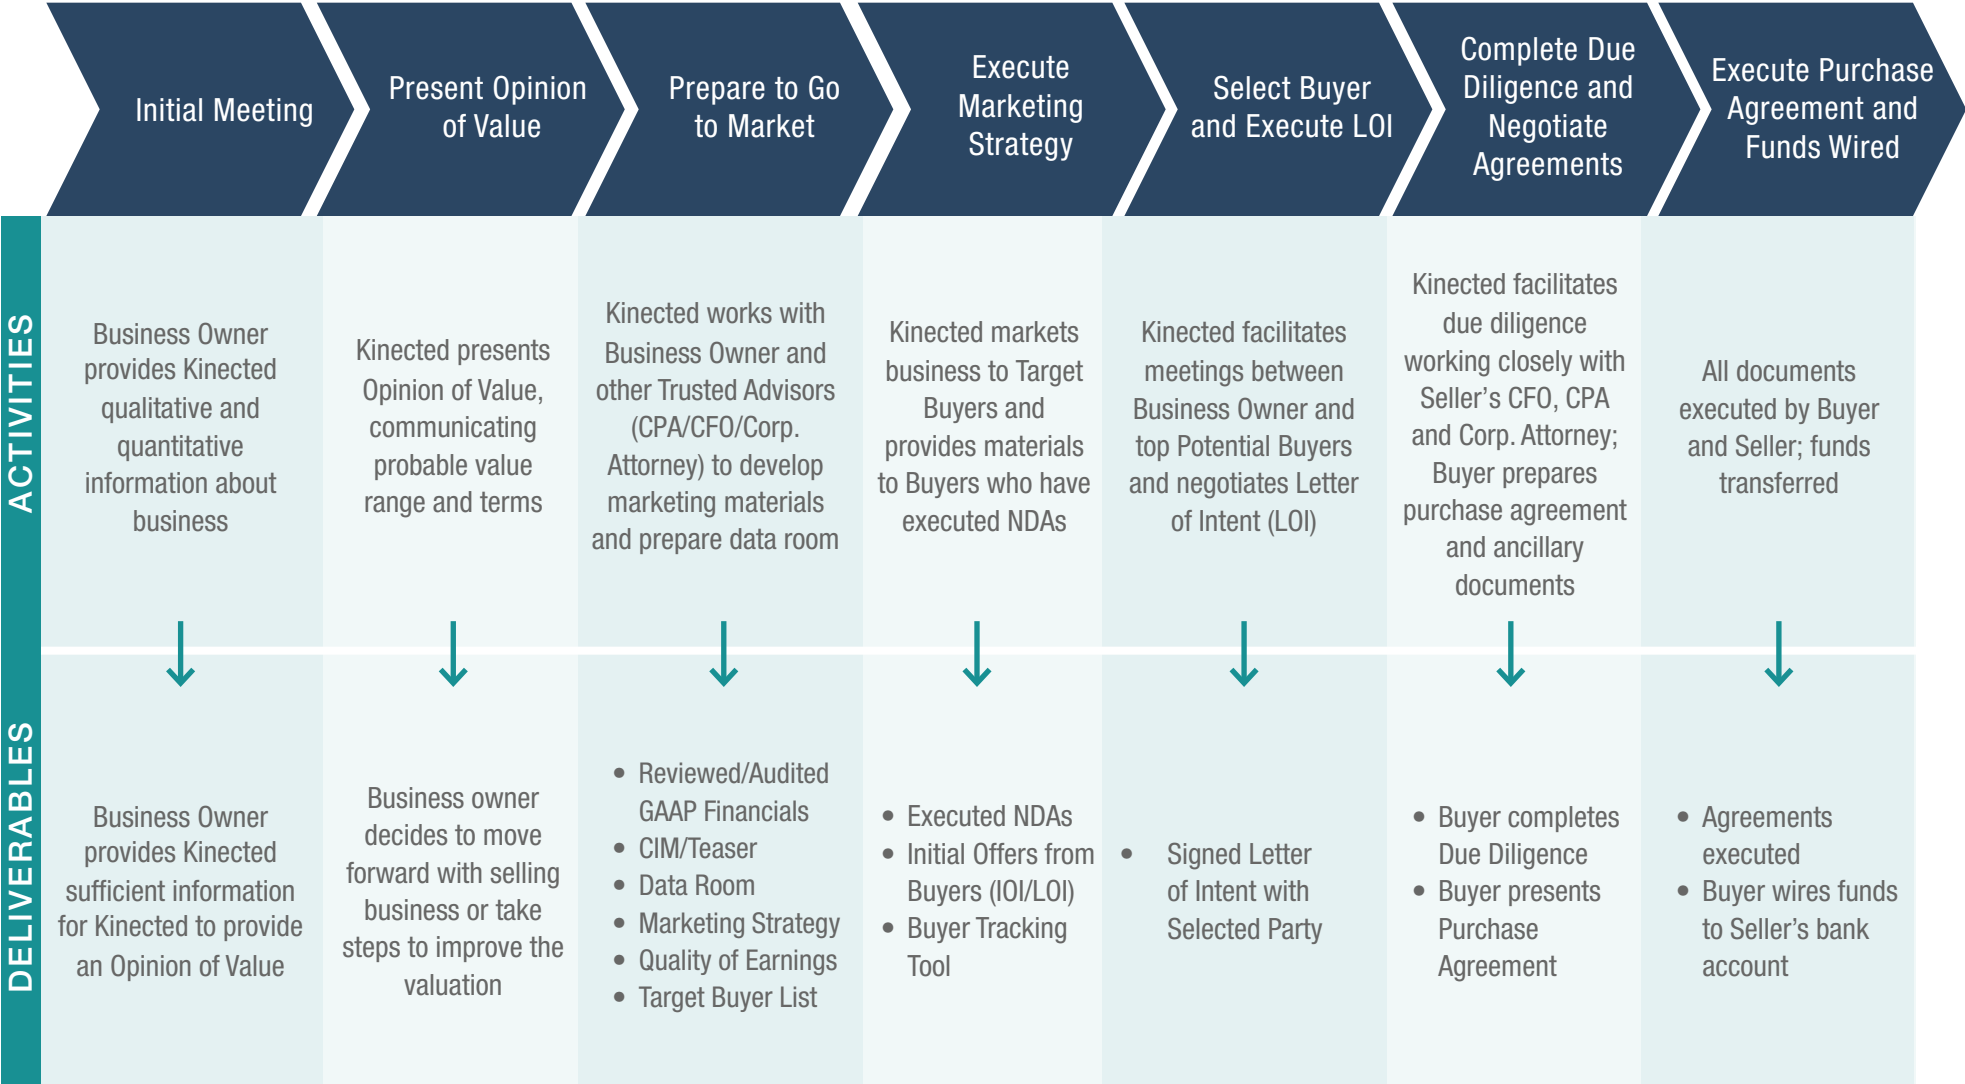 Initial Meeting
Present Opinion
of Value
Prepare to Go
to Market
Execute
Marketing
Strategy
Select Buyer
and Execute LOI
Complete Due
Diligence and
Negotiate
Agreements
Execute Purchase
Agreement and
Funds Wired
ACTIVITIES
Business Owner
provides Kinected
qualitative and
quantitative
information about
business
Kinected presents
Opinion of Value,
communicating
probable value
range and terms
Kinected works with
Business Owner and
other Trusted Advisors
(CPA/CFO/Corp.
Attorney) to develop
marketing materials
and prepare data room
Kinected markets
business to Target
Buyers and
provides materials
to Buyers who have
executed NDAs
Kinected facilitates
meetings between
Business Owner and
top Potential Buyers
and negotiates Letter
of Intent (LOI)
Kinected facilitates
due diligence
working closely with
Seller’s CFO, CPA
and Corp. Attorney;
Buyer prepares
purchase agreement
and ancillary
documents
All documents
executed by Buyer
and Seller; funds
transferred
DELIVERABLES
Business Owner
provides Kinected
sufficient information
for Kinected to provide
an Opinion of Value
Business owner
decides to move
forward with selling
business or take
steps to improve the
valuation
• Reviewed/Audited
GAAP Financials
• CIM/Teaser
• Data Room
• Marketing Strategy
• Quality of Earnings
• Target Buyer List
• Executed NDAs
• Initial Offers from
Buyers (IOI/LOI)
• Buyer Tracking
Tool
• Signed Letter
of Intent with
Selected Party
• Buyer completes
Due Diligence
• Buyer presents
Purchase
Agreement
• Agreements
executed
• Buyer wires funds
to Seller’s bank
account